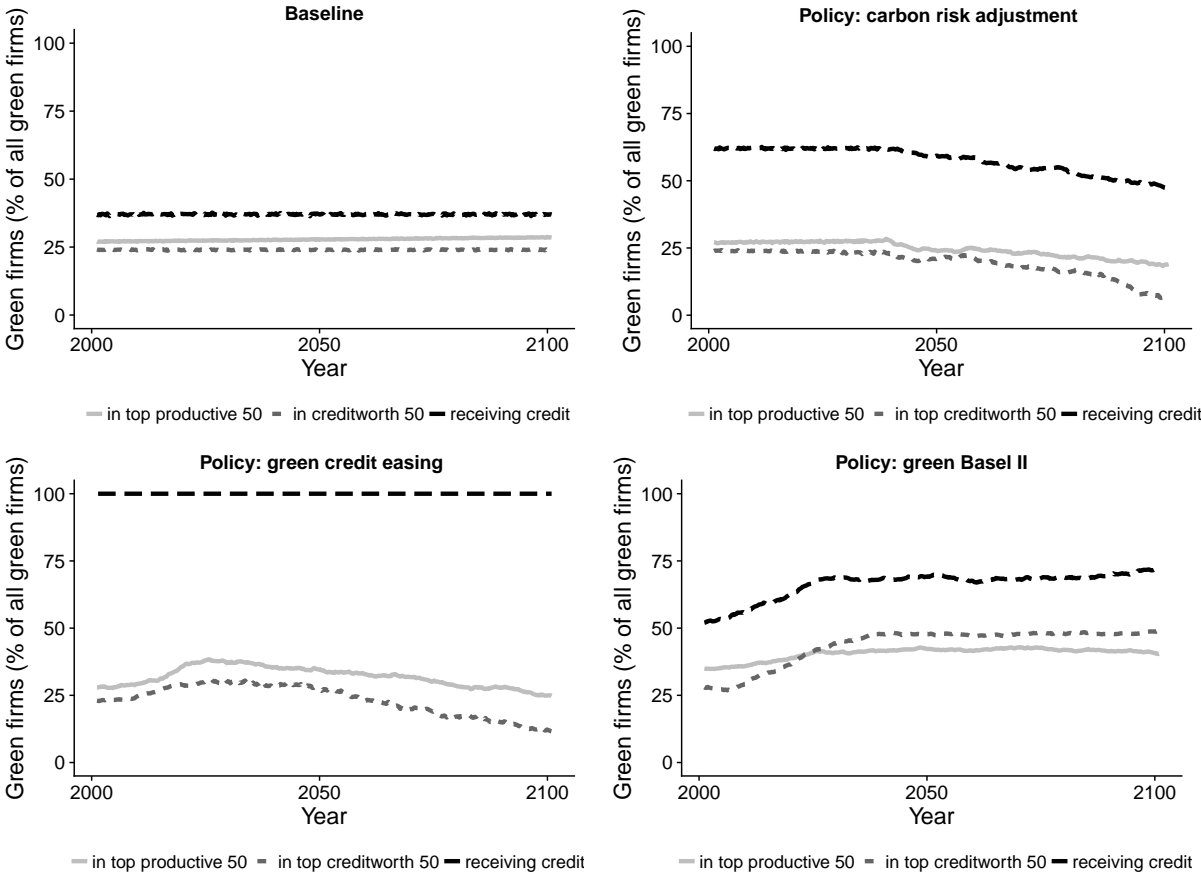 Baseline
Green firms (% of all green firms)
100
75
50
25
0
2000 2050 2100
Year
in top productive 50 in creditworth 50 receiving credit
Policy: carbon risk adjustment
Green firms (% of all green firms)
100
75
50
25
0
2000 2050 2100
Year
in top productive 50 in top creditworth 50 receiving credit
Policy: green credit easing
Green firms (% of all green firms)
100
75
50
25
0
2000 2050 2100
Year
in top productive 50 in top creditworth 50 receiving credit
Policy: green Basel II
Green firms (% of all green firms)
100
75
50
25
0
2000 2050 2100
Year
in top productive 50 in top creditworth 50 receiving credit